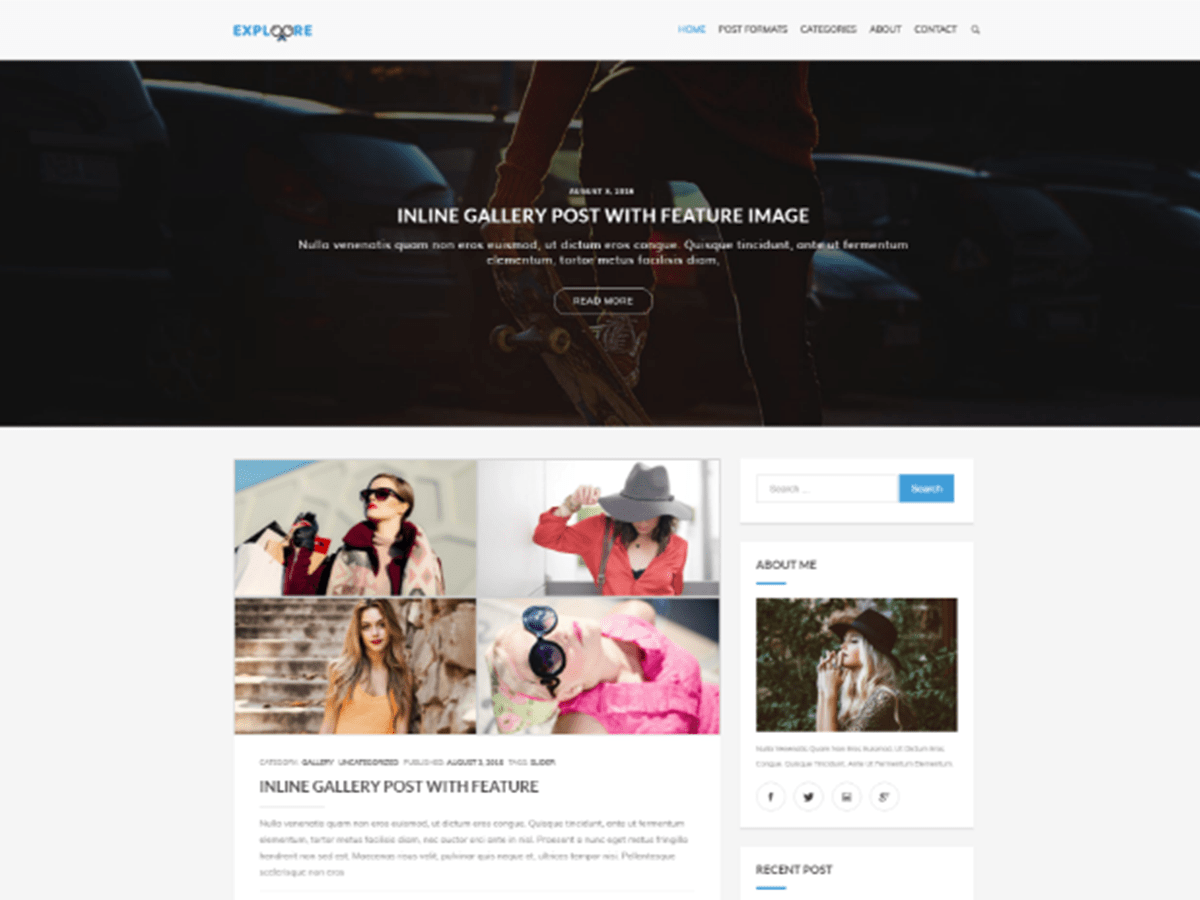 EXPLOORE
HOME POST FORMATS CATEGORIES ABOUT CONTACT
AUGUST 3, 2016
INLINE GALLERY POST WITH FEATURE IMAGE
Nulla venenatis quam non eros euismod, ut dictum eros congue. Quisque tincidunt, ante ut fermentum
elementum, tortor metus facilisis diam,
READ MORE
Search ...
Search
ABOUT ME
Nulla Venenatis Quam Non Eros Euismod, Ut Dictum Eros
Congue. Quisque Tincidunt, Ante Ut Fermentum Elementum.
CATEGORY: GALLERY UNCATEGORIZED PUBLISHED: AUGUST 3, 2016 TAGS: SLIDER
INLINE GALLERY POST WITH FEATURE
Nulla venenatis quam non eros euismod, ut dictum eros congue. Quisque tincidunt, ante ut fermentum
elementum, tortor metus facilisis diam, nec auctor orci ante in nisl. Praesent a nunc eget metus fringilla
hendrerit non sed est. Maecenas risus velit, pulvinar quis neque et, ultrices tempor nisi. Pellentesque
scelerisque non eros
RECENT POST